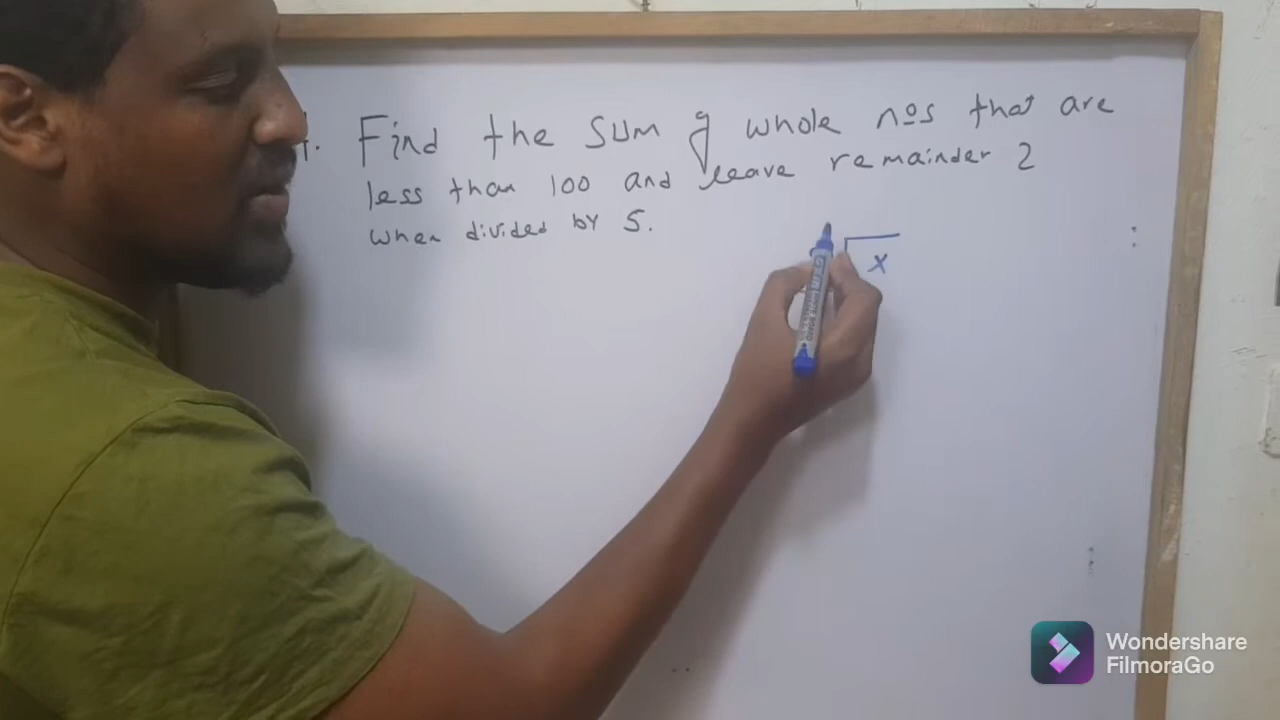 Find the sum of whole nos that are
less than 100 and leave remainder 2
when divided by 5.
x
Wondershare
FilmoraGo